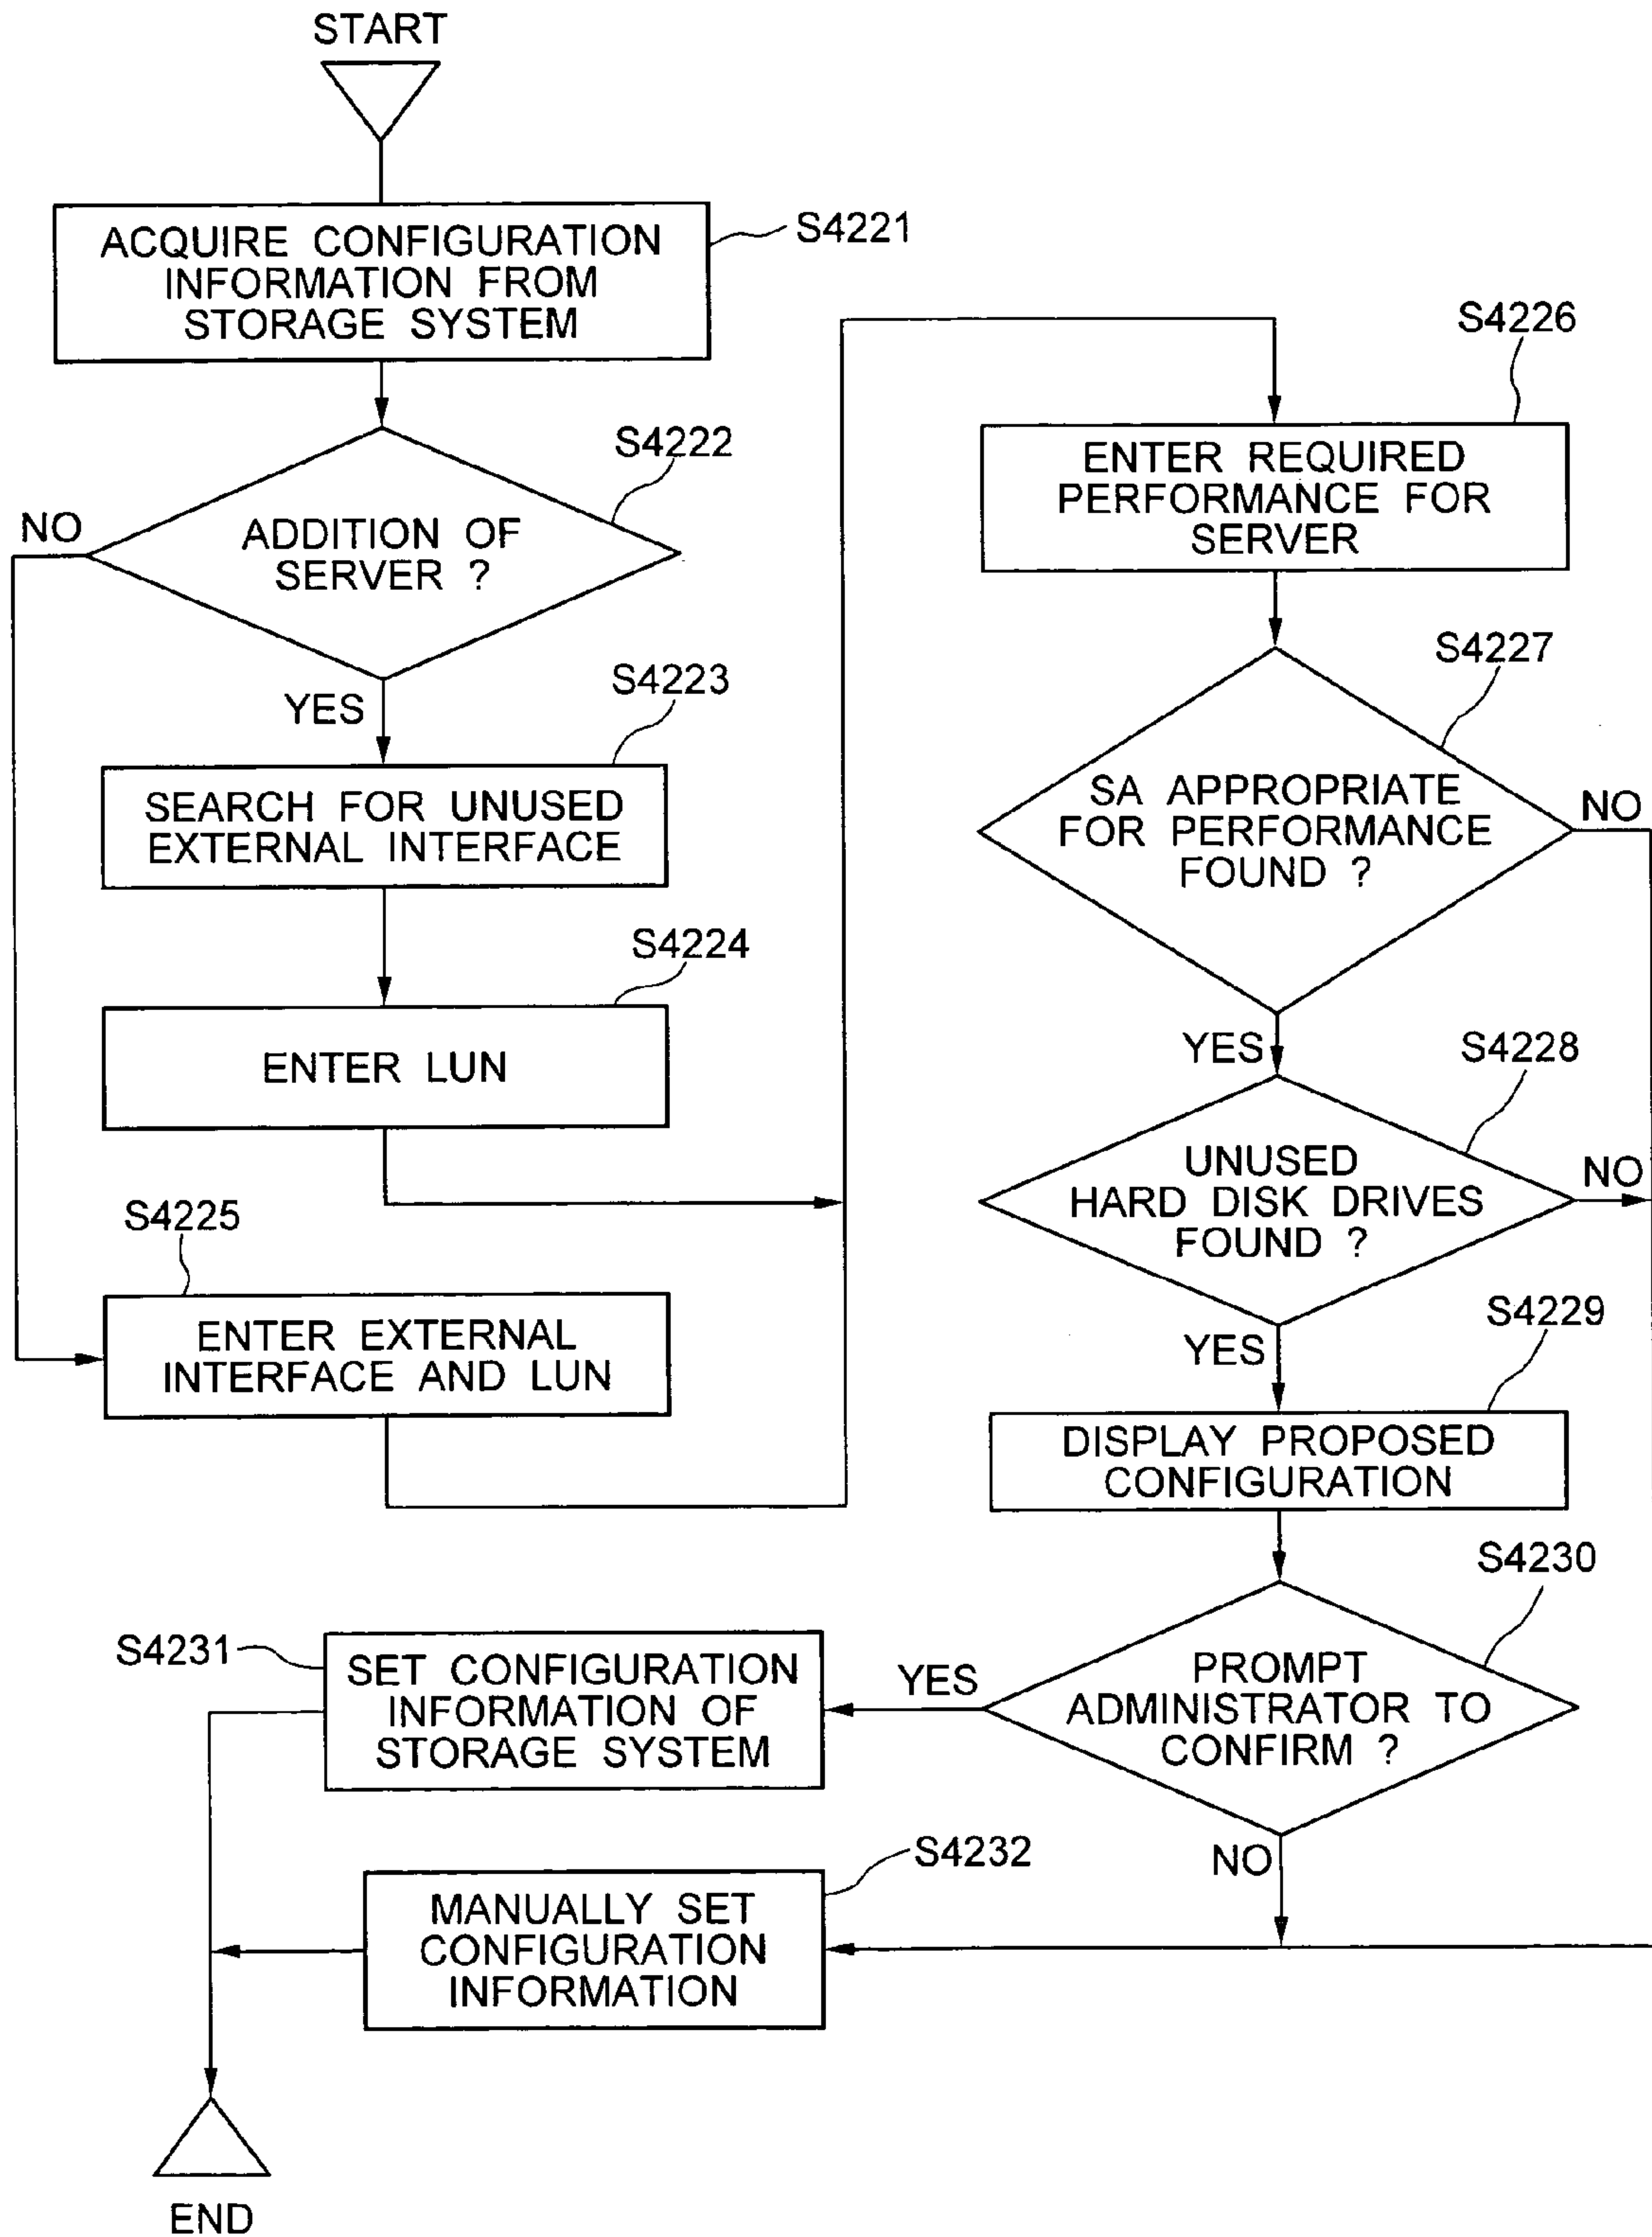 START
ACQUIRE CONFIGURATION
INFORMATION FROM
STORAGE SYSTEM
S4221
ADDITION OF
SERVER ?
S4222
NO
YES
S4223
SEARCH FOR UNUSED
EXTERNAL INTERFACE
S4224
ENTER LUN
S4225
ENTER EXTERNAL
INTERFACE AND LUN
S4226
ENTER REQUIRED
PERFORMANCE FOR
SERVER
S4227
SA APPROPRIATE
FOR PERFORMANCE
FOUND ?
NO
YES
S4228
UNUSED
HARD DISK DRIVES
FOUND ?
NO
YES
S4229
DISPLAY PROPOSED
CONFIGURATION
S4230
PROMPT
ADMINISTRATOR TO
CONFIRM ?
YES
NO
S4231
SET CONFIGURATION
INFORMATION OF
STORAGE SYSTEM
S4232
MANUALLY SET
CONFIGURATION
INFORMATION
END